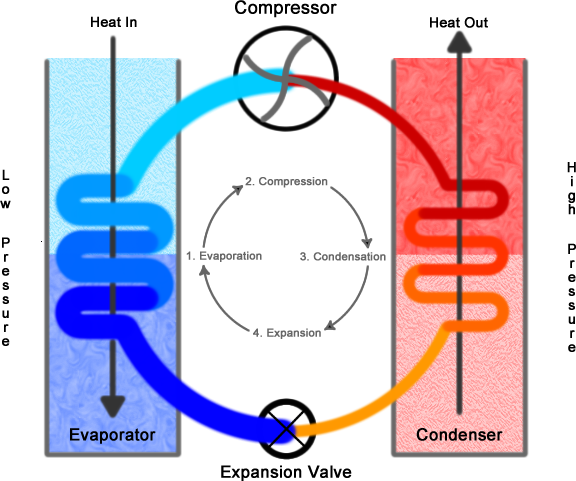 Compressor
Heat In
Heat Out
Low Pressure
High Pressure
2. Compression
1. Evaporation
3. Condensation
4. Expansion
Evaporator
Condenser
Expansion Valve